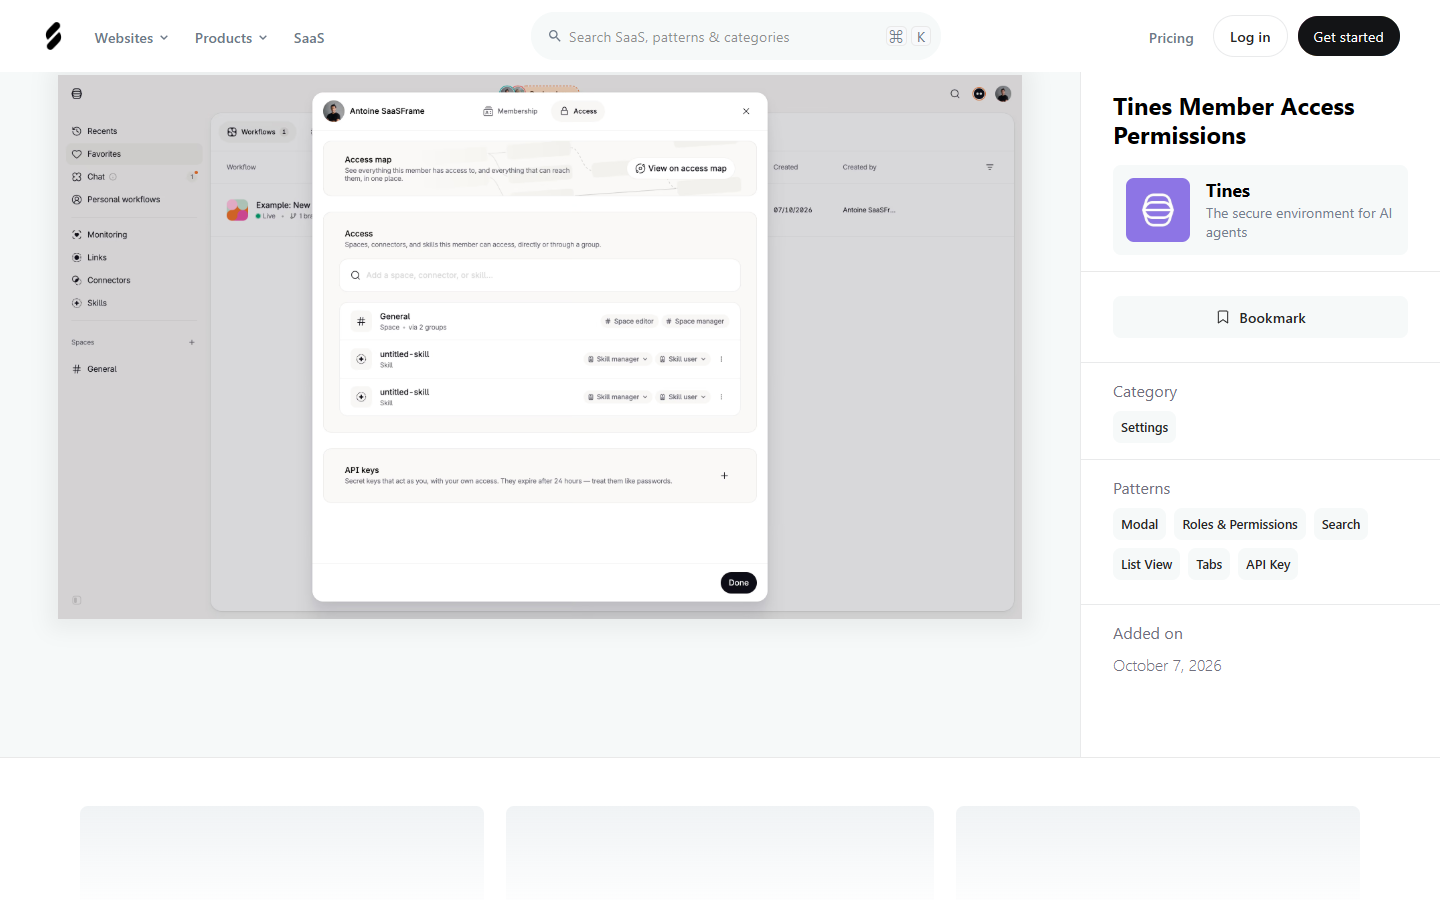 Websites
Products
SaaS
Search SaaS, patterns & categories
⌘ K
Pricing
Log in
Get started
Recents
Favorites
Chat
1
Personal workflows
Monitoring
Links
Connectors
Skills
Spaces
+
# General
Workflows 1
Workflow
Example: New
Live • 1
Created
Created by
07/10/2026
Antoine SaaSFr...
Antoine SaaSFrame
Membership
Access
Access map
See everything this member has access to, and everything that can reach
them, in one place.
View on access map
Access
Spaces, connectors, and skills this member can access, directly or through a group.
Add a space, connector, or skill...
# General
Space • via 2 groups
# Space editor
# Space manager
untitled-skill
Skill
Skill manager
Skill user
untitled-skill
Skill
Skill manager
Skill user
API keys
Secret keys that act as you, with your own access. They expire after 24 hours — treat them like passwords.
+
Done
Tines Member Access
Permissions
Tines
The secure environment for AI
agents
Bookmark
Category
Settings
Patterns
Modal
Roles & Permissions
Search
List View
Tabs
API Key
Added on
October 7, 2026